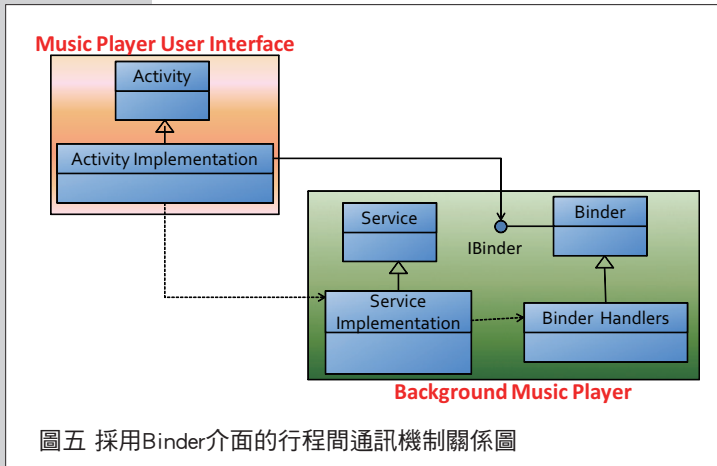 Music Player User Interface
Activity
Activity Implementation
Service
Binder
IBinder
Service
Implementation
Binder Handlers
Background Music Player
圖五 採用Binder介面的行程間通訊機制關係圖